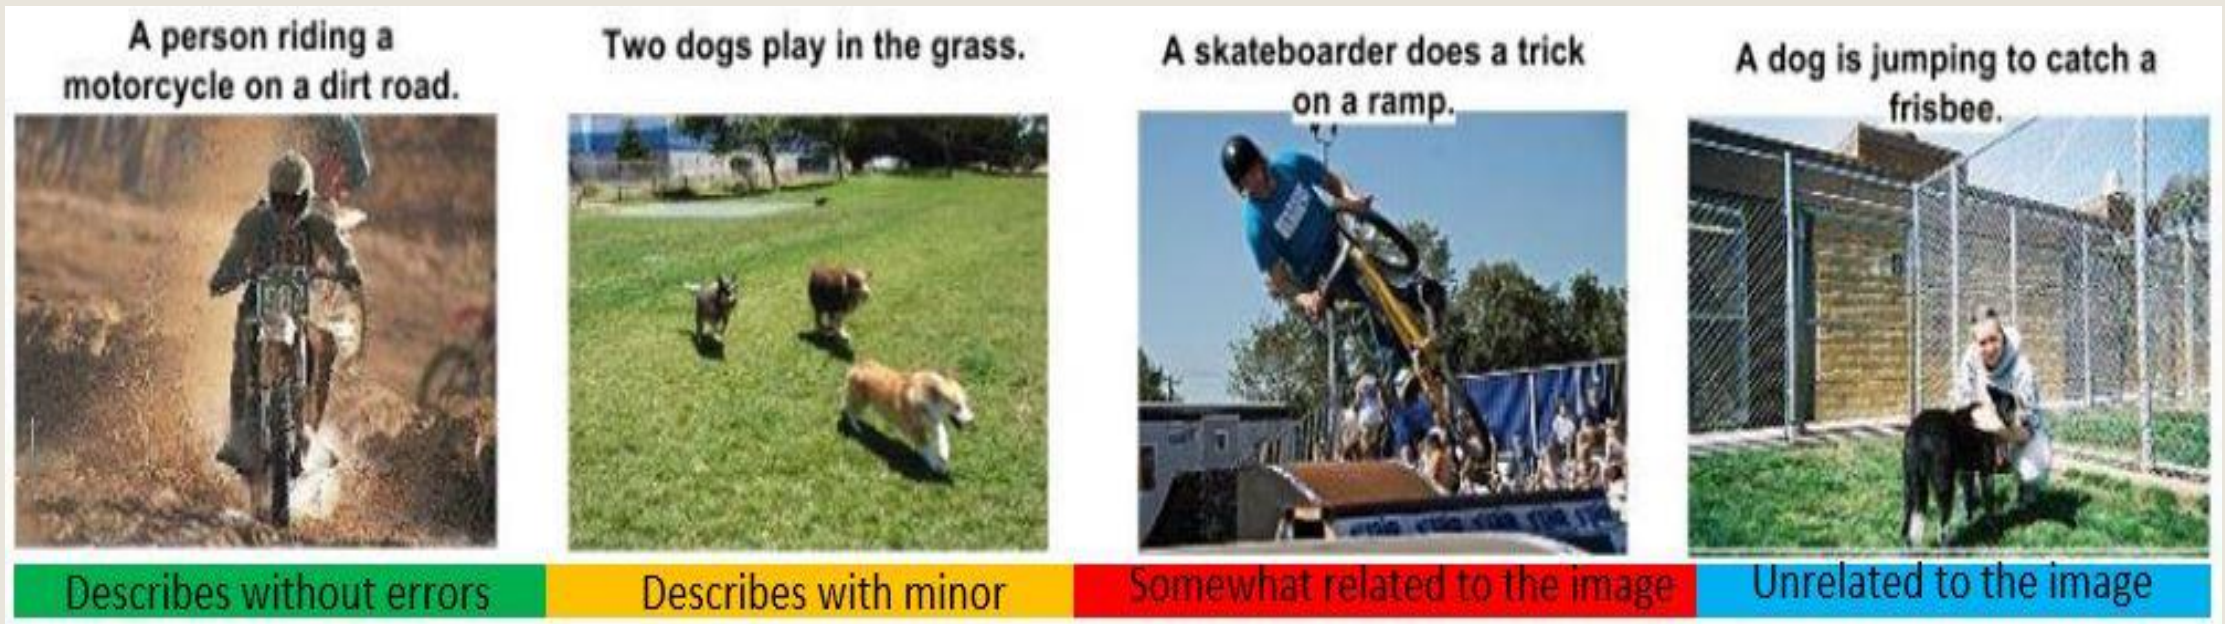 A person riding a
motorcycle on a dirt road.
Two dogs play in the grass.
A skateboarder does a trick
on a ramp.
A dog is jumping to catch a
frisbee.
Describes without errors
Describes with minor
Somewhat related to the image
Unrelated to the image